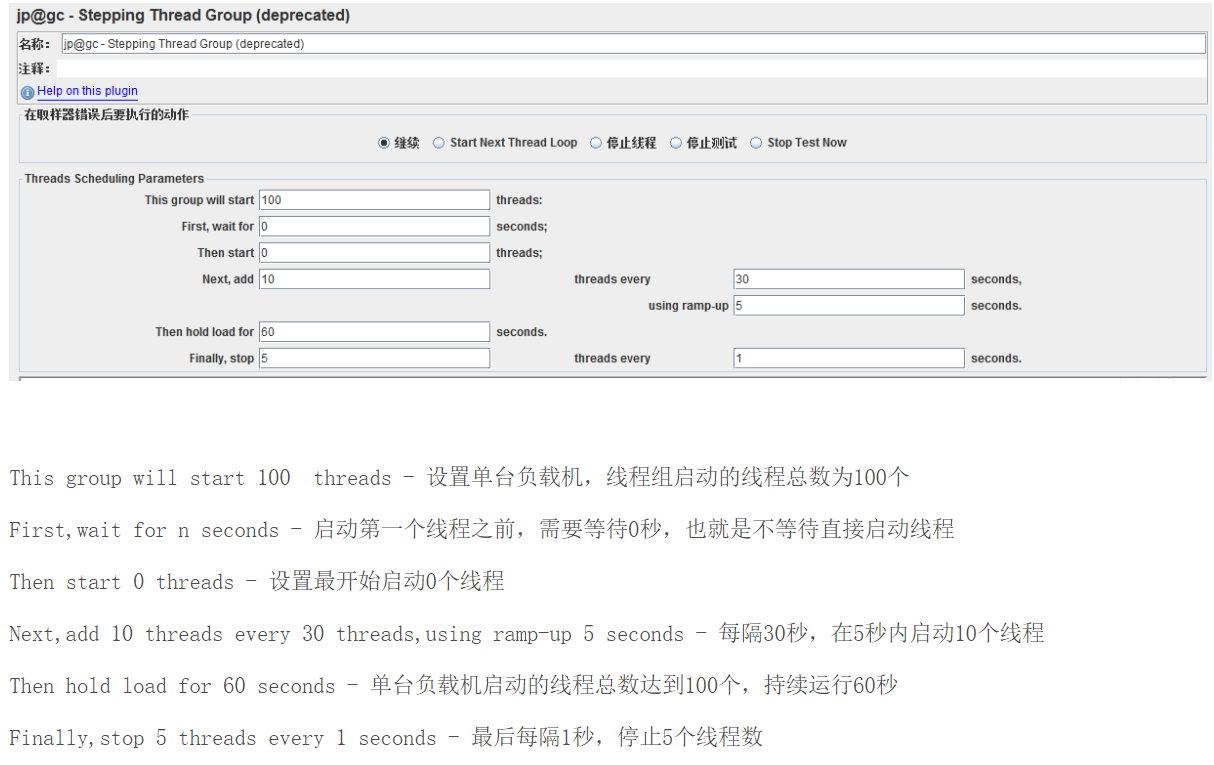 jp@gc - Stepping Thread Group (deprecated)
名称: jp@gc - Stepping Thread Group (deprecated)
注释:
Help on this plugin
在取样器错误后要执行的动作
继续 Start Next Thread Loop 停止线程 停止测试 Stop Test Now
Threads Scheduling Parameters
This group will start 100 threads:
First, wait for 0 seconds;
Then start 0 threads;
Next, add 10 threads every 30 seconds,
using ramp-up 5 seconds.
Then hold load for 60 seconds.
Finally, stop 5 threads every 1 seconds.
This group will start 100  threads - 设置单台负载机，线程组启动的线程总数为100个
First,wait for n seconds - 启动第一个线程之前，需要等待0秒，也就是不等待直接启动线程
Then start 0 threads - 设置最开始启动0个线程
Next,add 10 threads every 30 threads,using ramp-up 5 seconds - 每隔30秒，在5秒内启动10个线程
Then hold load for 60 seconds - 单台负载机启动的线程总数达到100个，持续运行60秒
Finally,stop 5 threads every 1 seconds - 最后每隔1秒，停止5个线程数